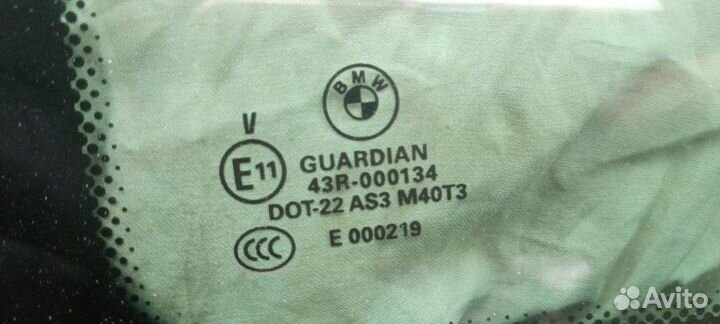 BMW
V
E11
GUARDIAN
43R-000134
DOT-22 AS3 M40T3
CCC
E 000219
Avito